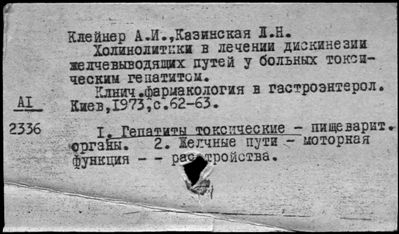 Клейнер А.И.,Казинская Л.Н.
Холинолитики в лечении дискинезии
желчевыводящих путей у больных токси-
ческим гепатитом.
Клинич.фармакология в гастроэнтерол.
Киев,1973,с.62-63.
АI
2336
I. Гепатиты токсические - пищеварит.
органы. 2. Желчные пути - моторная
функция - - расстройства.